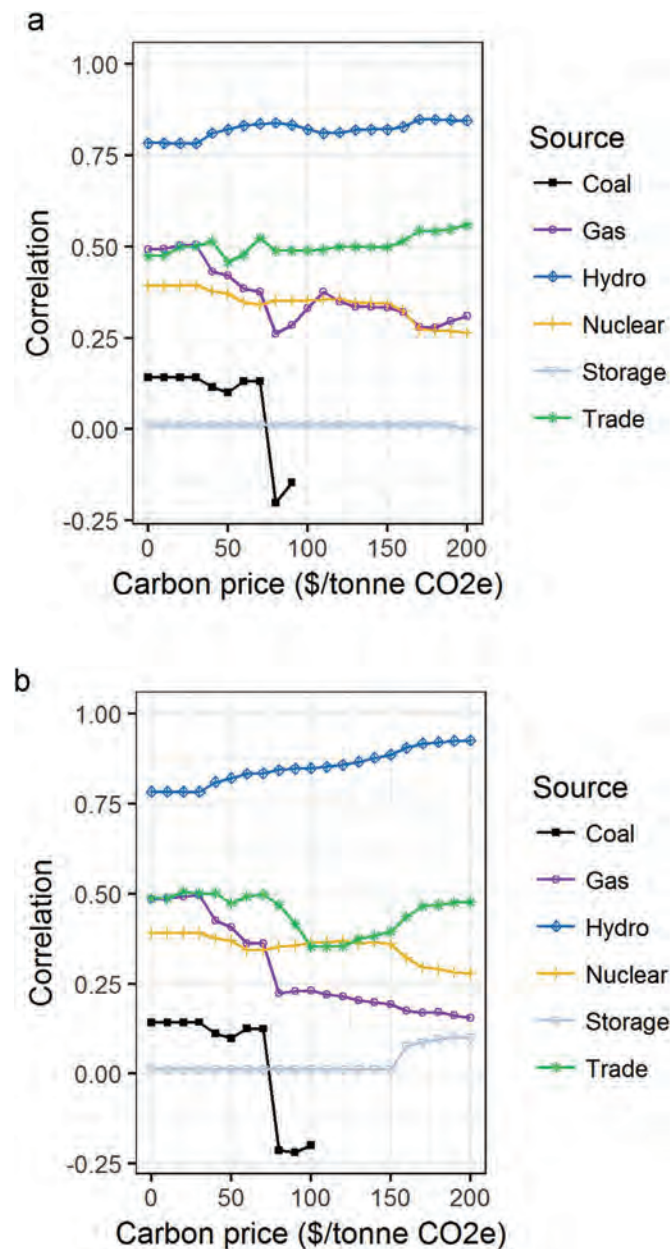 a
1.00
0.75
0.50
0.25
0.00
-0.25
Correlation
0 50 100 150 200
Carbon price ($/tonne CO2e)
Source
Coal
Gas
Hydro
Nuclear
Storage
Trade
b
1.00
0.75
0.50
0.25
0.00
-0.25
Correlation
0 50 100 150 200
Carbon price ($/tonne CO2e)
Source
Coal
Gas
Hydro
Nuclear
Storage
Trade